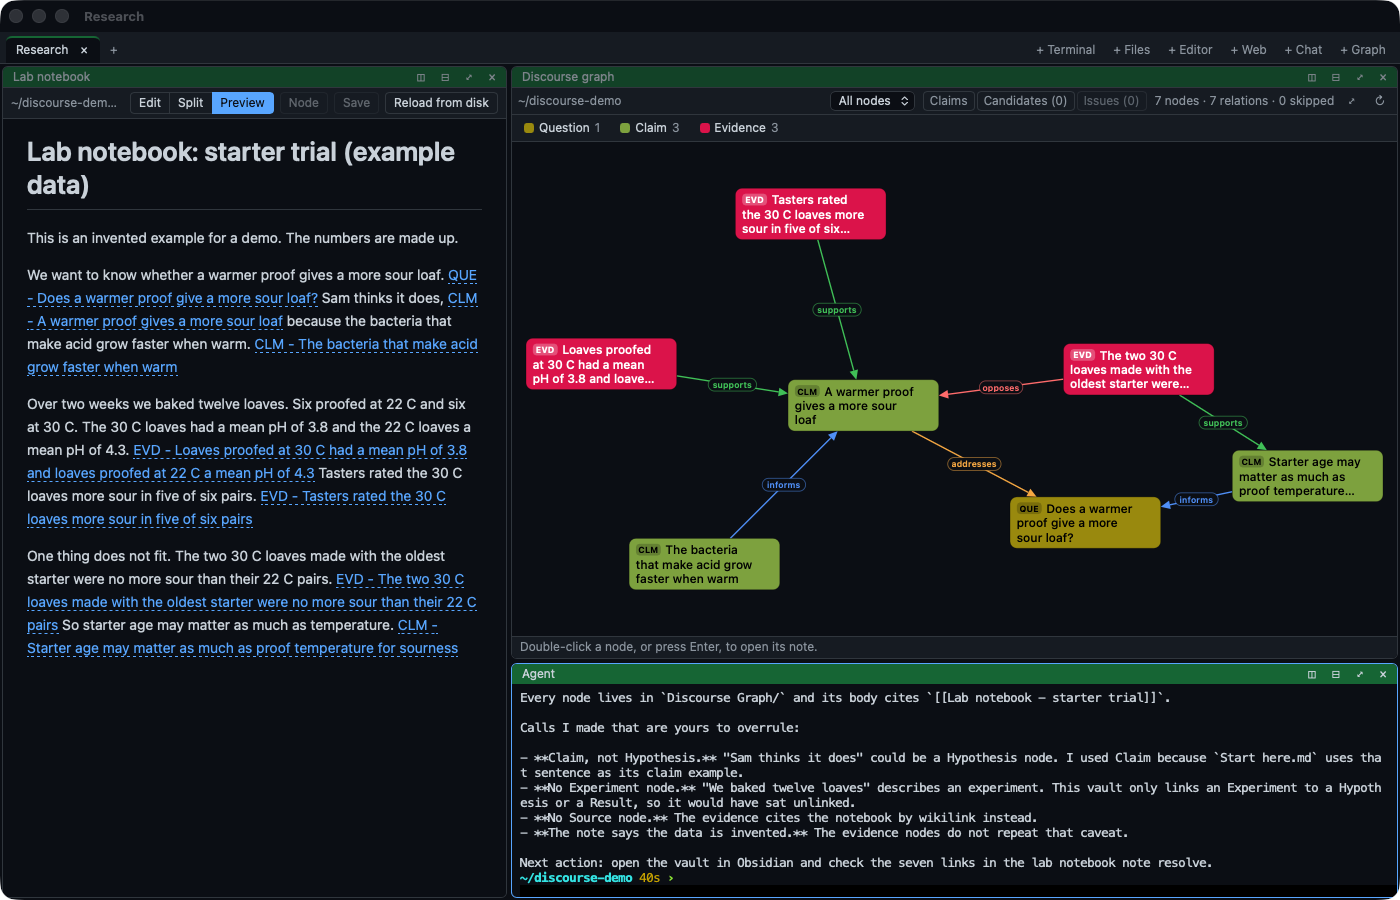 Research
Research ×
+
+ Terminal + Files + Editor + Web + Chat + Graph
Lab notebook
~/discourse-dem...
Edit Split Preview Node Save Reload from disk
Lab notebook: starter trial (example
data)
This is an invented example for a demo. The numbers are made up.
We want to know whether a warmer proof gives a more sour loaf. QUE
- Does a warmer proof give a more sour loaf? Sam thinks it does, CLM
- A warmer proof gives a more sour loaf because the bacteria that
make acid grow faster when warm. CLM - The bacteria that make acid
grow faster when warm
Over two weeks we baked twelve loaves. Six proofed at 22 C and six
at 30 C. The 30 C loaves had a mean pH of 3.8 and the 22 C loaves a
mean pH of 4.3. EVD - Loaves proofed at 30 C had a mean pH of 3.8
and loaves proofed at 22 C a mean pH of 4.3 Tasters rated the 30 C
loaves more sour in five of six pairs. EVD - Tasters rated the 30 C
loaves more sour in five of six pairs
One thing does not fit. The two 30 C loaves made with the oldest
starter were no more sour than their 22 C pairs. EVD - The two 30 C
loaves made with the oldest starter were no more sour than their 22 C
pairs So starter age may matter as much as temperature. CLM -
Starter age may matter as much as proof temperature for sourness
Discourse graph
~/discourse-demo
All nodes Claims Candidates (0) Issues (0) 7 nodes · 7 relations · 0 skipped
Question 1 Claim 3 Evidence 3
EVD Tasters rated
the 30 C loaves more
sour in five of six...
supports
EVD Loaves proofed
at 30 C had a mean
pH of 3.8 and loave...
supports
EVD The two 30 C
loaves made with the
oldest starter were...
opposes
CLM A warmer proof
gives a more sour
loaf
supports
addresses
CLM Starter age may
matter as much as
proof temperature...
informs
informs
QUE Does a warmer
proof give a more
sour loaf?
CLM The bacteria
that make acid grow
faster when warm
Double-click a node, or press Enter, to open its note.
Agent
Every node lives in `Discourse Graph/` and its body cites `[[Lab notebook – starter trial]]`.
Calls I made that are yours to overrule:
– **Claim, not Hypothesis.** "Sam thinks it does" could be a Hypothesis node. I used Claim because `Start here.md` uses tha
t sentence as its claim example.
– **No Experiment node.** "We baked twelve loaves" describes an experiment. This vault only links an Experiment to a Hypoth
esis or a Result, so it would have sat unlinked.
– **No Source node.** The evidence cites the notebook by wikilink instead.
– **The note says the data is invented.** The evidence nodes do not repeat that caveat.
Next action: open the vault in Obsidian and check the seven links in the lab notebook note resolve.
~/discourse-demo 40s ›